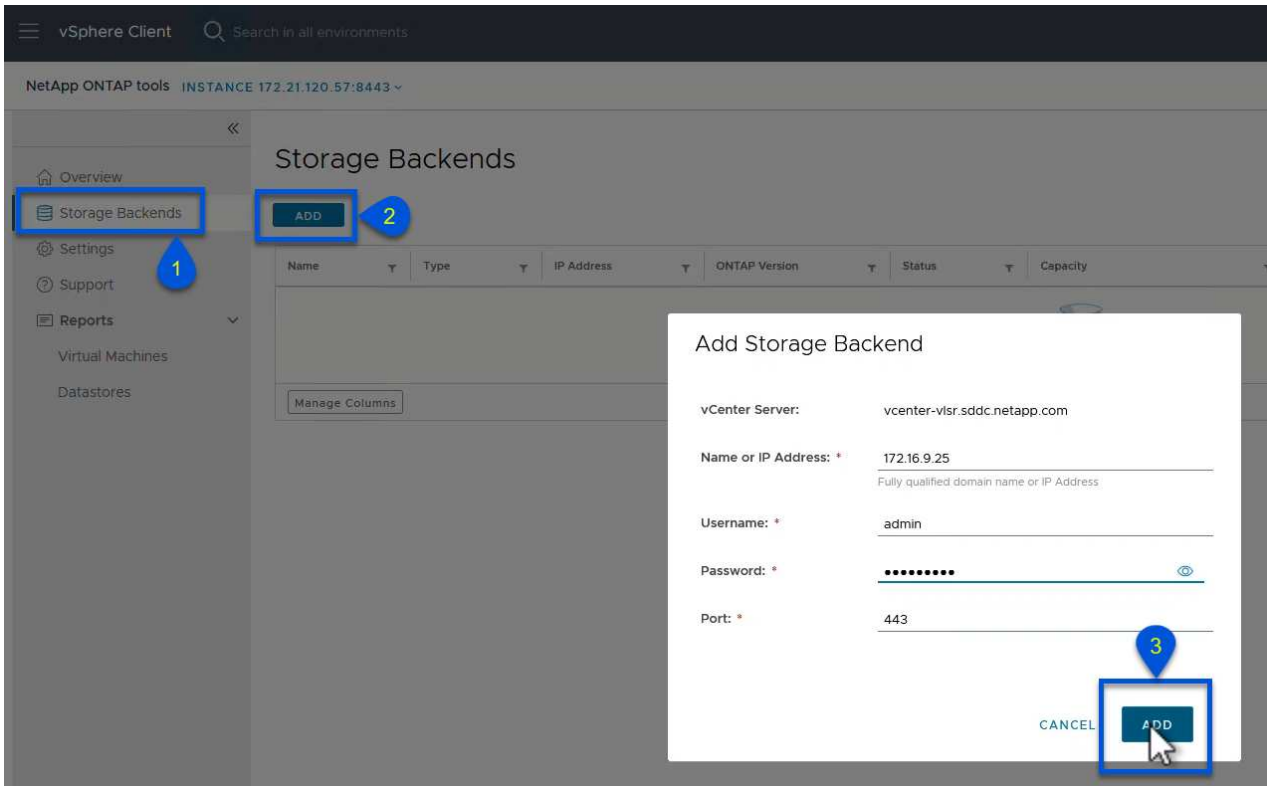 vSphere Client
Search in all environments
NetApp ONTAP tools INSTANCE 172.21.120.57:8443
Storage Backends
Overview
Storage Backends
ADD
2
Settings
1
Support
Name Type IP Address ONTAP Version Status Capacity
Reports
Virtual Machines
Datastores
Manage Columns
Add Storage Backend
vCenter Server: vcenter-vlsr.sddc.netapp.com
Name or IP Address: * 172.16.9.25
Fully qualified domain name or IP Address
Username: * admin
Password: * •••••••••
Port: * 443
3
CANCEL ADD